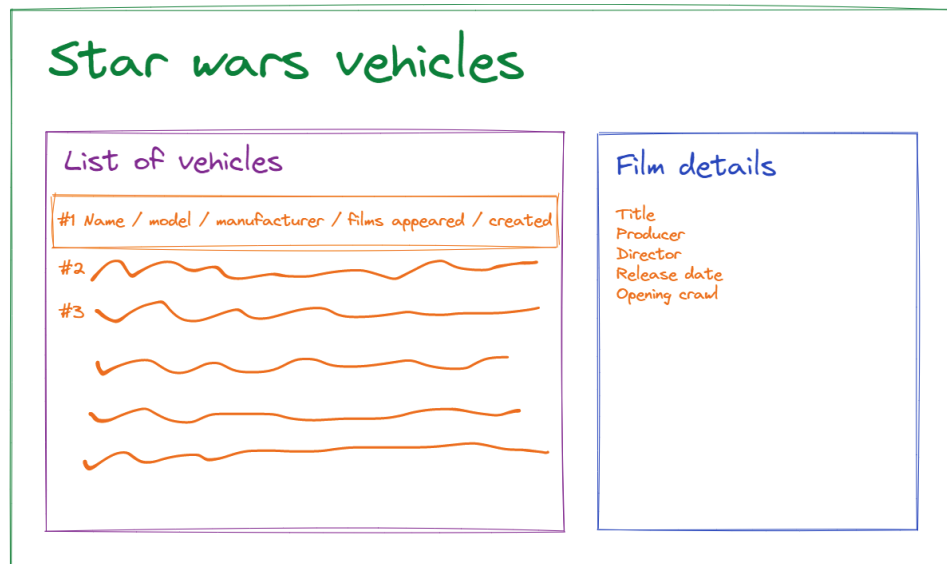 Star wars vehicles
List of vehicles
#1 Name / model / manufacturer / films appeared / created
#2
#3
Film details
Title
Producer
Director
Release date
Opening crawl